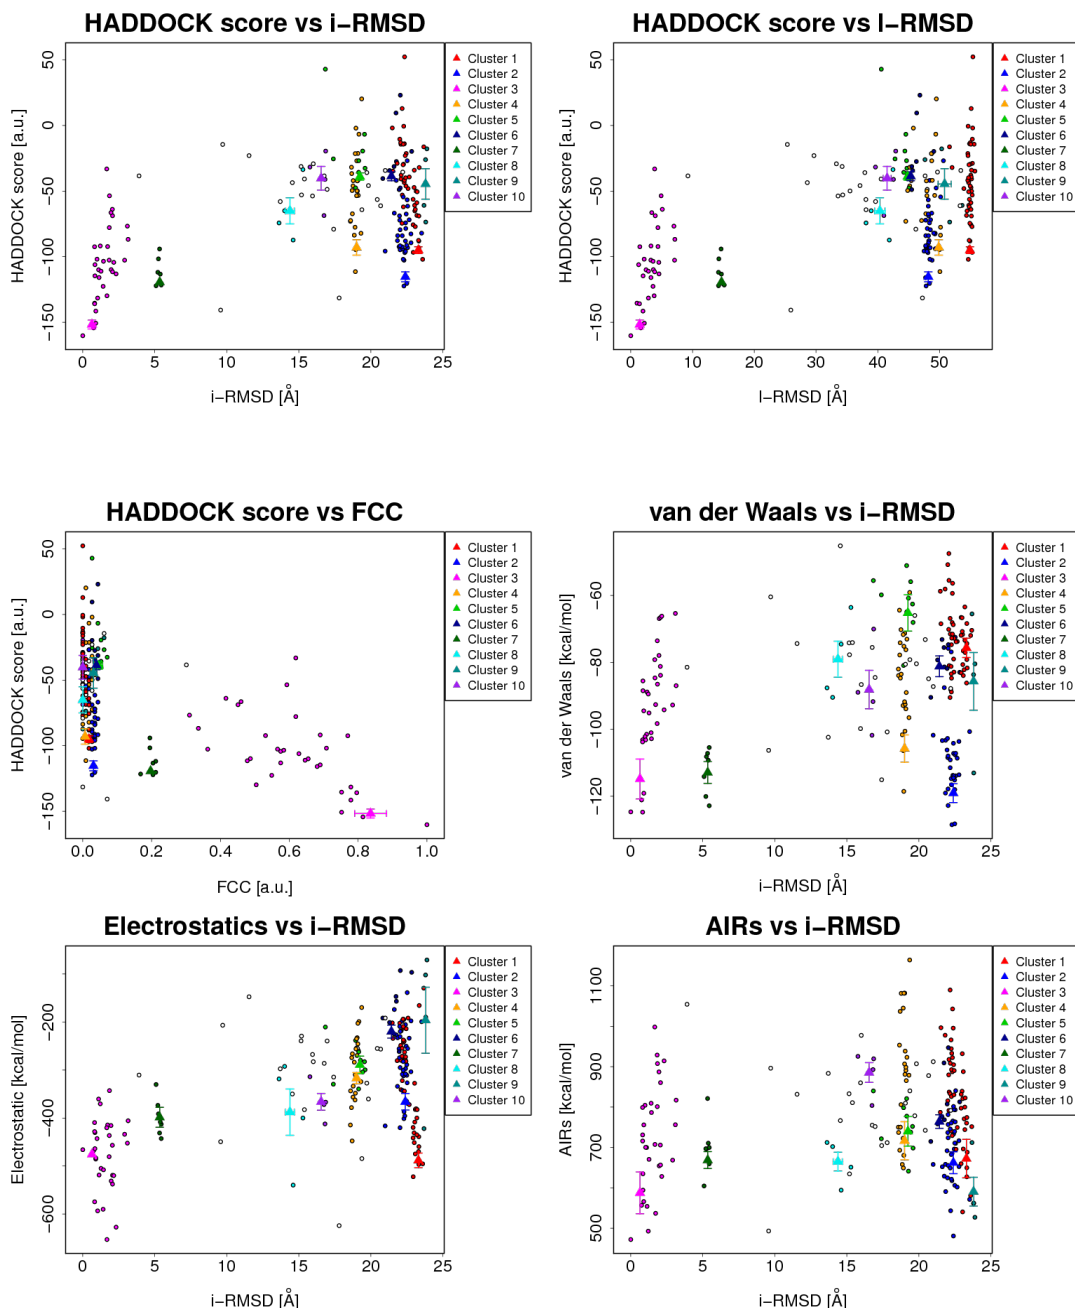 HADDOCK score vs i−RMSD
HADDOCK score [a.u.]
50
0
−50
−100
−150
0 5 10 15 20 25
i−RMSD [Å]
Cluster 1
Cluster 2
Cluster 3
Cluster 4
Cluster 5
Cluster 6
Cluster 7
Cluster 8
Cluster 9
Cluster 10
HADDOCK score vs l−RMSD
HADDOCK score [a.u.]
50
0
−50
−100
−150
0 10 20 30 40 50
l−RMSD [Å]
Cluster 1
Cluster 2
Cluster 3
Cluster 4
Cluster 5
Cluster 6
Cluster 7
Cluster 8
Cluster 9
Cluster 10
HADDOCK score vs FCC
HADDOCK score [a.u.]
50
0
−50
−100
−150
0.0 0.2 0.4 0.6 0.8 1.0
FCC [a.u.]
Cluster 1
Cluster 2
Cluster 3
Cluster 4
Cluster 5
Cluster 6
Cluster 7
Cluster 8
Cluster 9
Cluster 10
van der Waals vs i−RMSD
van der Waals [kcal/mol]
−60
−80
−100
−120
0 5 10 15 20 25
i−RMSD [Å]
Cluster 1
Cluster 2
Cluster 3
Cluster 4
Cluster 5
Cluster 6
Cluster 7
Cluster 8
Cluster 9
Cluster 10
Electrostatics vs i−RMSD
Electrostatic [kcal/mol]
−200
−400
−600
0 5 10 15 20 25
i−RMSD [Å]
Cluster 1
Cluster 2
Cluster 3
Cluster 4
Cluster 5
Cluster 6
Cluster 7
Cluster 8
Cluster 9
Cluster 10
AIRs vs i−RMSD
AIRs [kcal/mol]
1100
900
700
500
0 5 10 15 20 25
i−RMSD [Å]
Cluster 1
Cluster 2
Cluster 3
Cluster 4
Cluster 5
Cluster 6
Cluster 7
Cluster 8
Cluster 9
Cluster 10